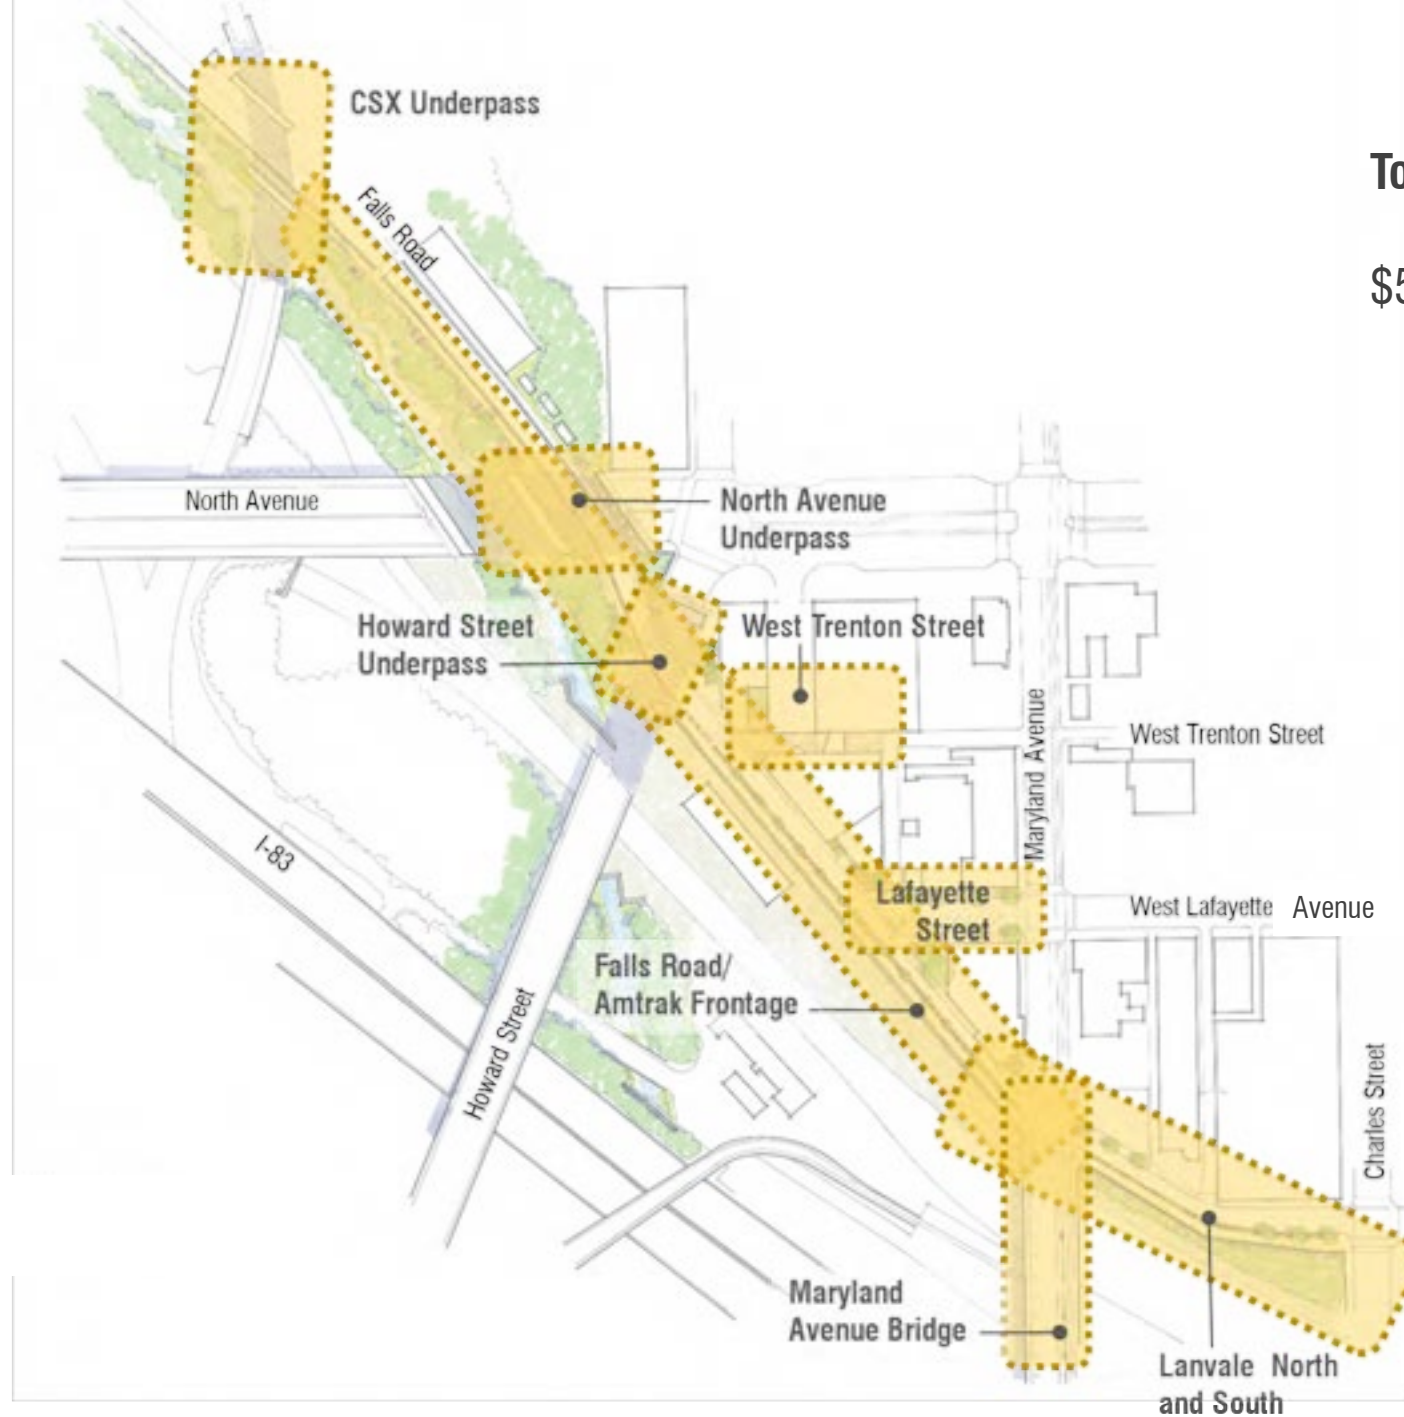 CSX Underpass
To
$5
Falls Road
North Avenue
North Avenue
Underpass
Howard Street
Underpass
West Trenton Street
Maryland Avenue
West Trenton Street
I-83
Lafayette
Street
West Lafayette Avenue
Falls Road/
Amtrak Frontage
Howard Street
Charles Street
Maryland
Avenue Bridge
Lanvale North
and South